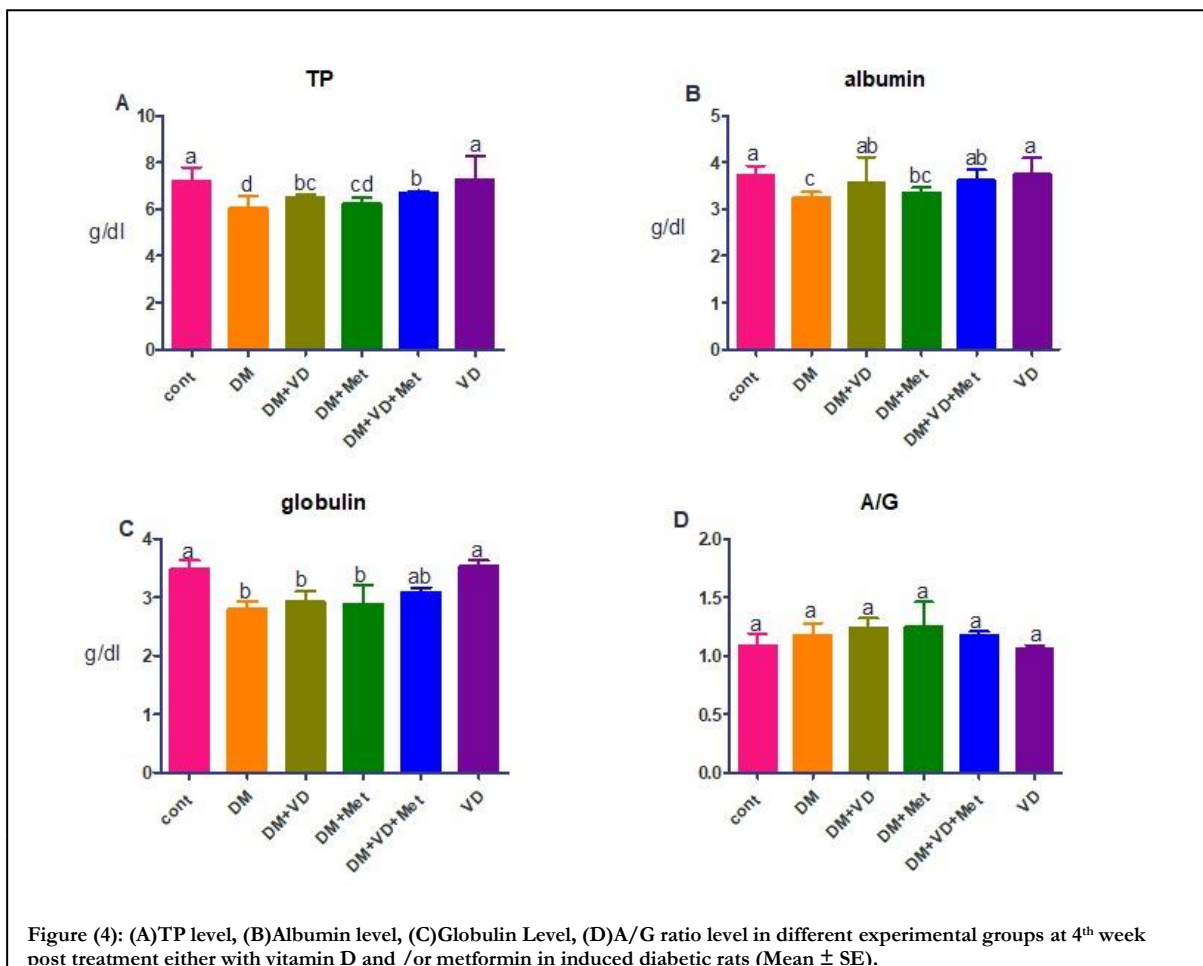 TP
A
10
8
6
4
2
0
g/dl
a
d
bc
cd
b
a
cont
DM
DM+VD
DM+Met
DM+VD+Met
VD
albumin
B
5
4
3
2
1
0
g/dl
a
c
ab
bc
ab
a
cont
DM
DM+VD
DM+Met
DM+VD+Met
VD
globulin
C
4
3
2
1
0
g/dl
a
b
b
b
ab
a
cont
DM
DM+VD
DM+Met
DM+VD+Met
VD
A/G
D
2.0
1.5
1.0
0.5
0.0
a
a
a
a
a
a
cont
DM
DM+VD
DM+Met
DM+VD+Met
VD
Figure (4): (A)TP level, (B)Albumin level, (C)Globulin Level, (D)A/G ratio level in different experimental groups at 4th week
post treatment either with vitamin D and /or metformin in induced diabetic rats (Mean ± SE).